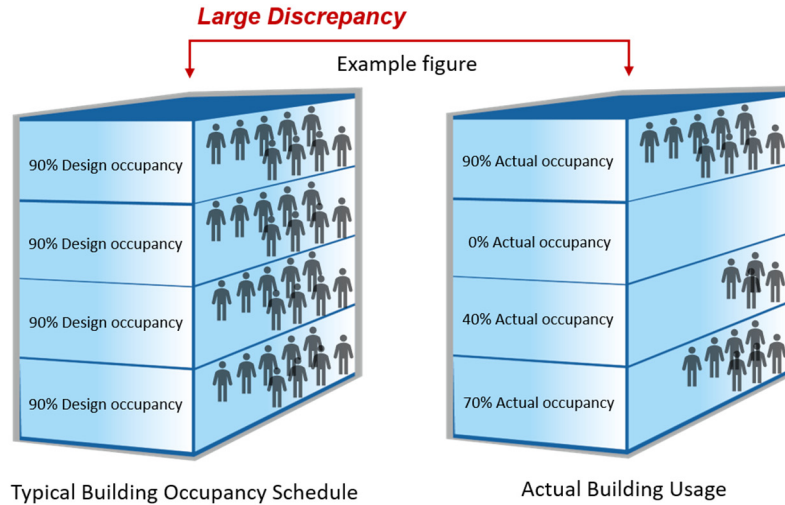 Large Discrepancy
Example figure
90% Design occupancy
90% Design occupancy
90% Design occupancy
90% Design occupancy
Typical Building Occupancy Schedule
90% Actual occupancy
0% Actual occupancy
40% Actual occupancy
70% Actual occupancy
Actual Building Usage